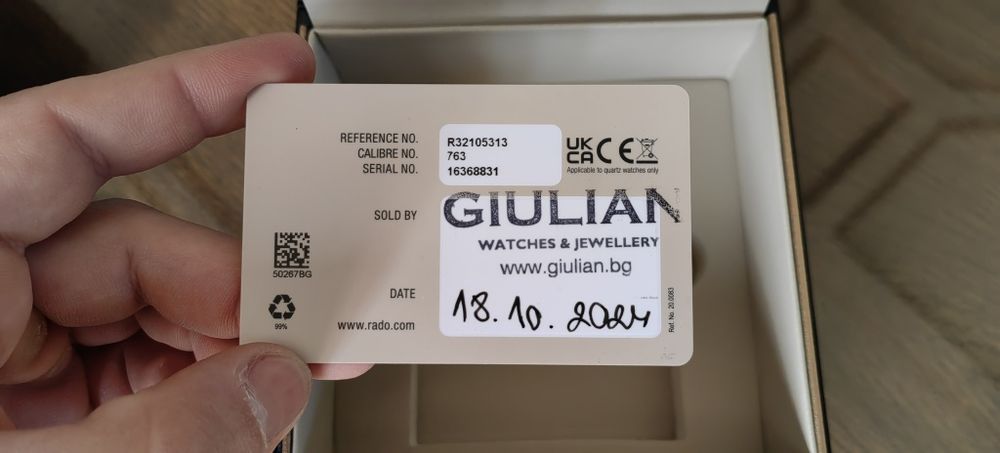 REFERENCE NO. R32105313
CALIBRE NO. 763
SERIAL NO. 16368831
UK CA CE
Applicable to quartz watches only
SOLD BY GIULIAN
WATCHES & JEWELLERY
www.giulian.bg
50267BG
DATE 18.10.2024
99%
www.rado.com
Ref. No. 20.0083